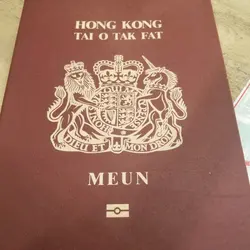 HONG KONG
TAI O TAK FAT
DIEU ET MON DROIT
MEUN